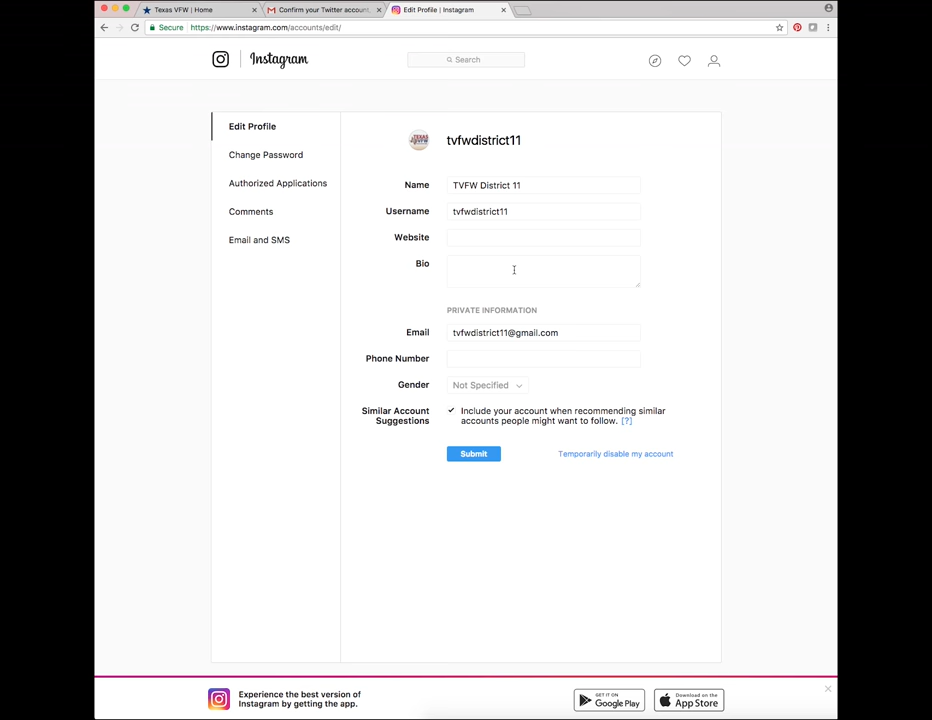 Texas VFW | Home
Confirm your Twitter account
Edit Profile | Instagram
Secure https://www.instagram.com/accounts/edit/
Instagram
Search
Edit Profile
Change Password
Authorized Applications
Comments
Email and SMS
tvfwdistrict11
Name TVFW District 11
Username tvfwdistrict11
Website
Bio
PRIVATE INFORMATION
Email tvfwdistrict11@gmail.com
Phone Number
Gender Not Specified
Similar Account Suggestions
Include your account when recommending similar
accounts people might want to follow. [?]
Submit Temporarily disable my account
Experience the best version of
Instagram by getting the app.
GET IT ON
Google Play
Download on the
App Store